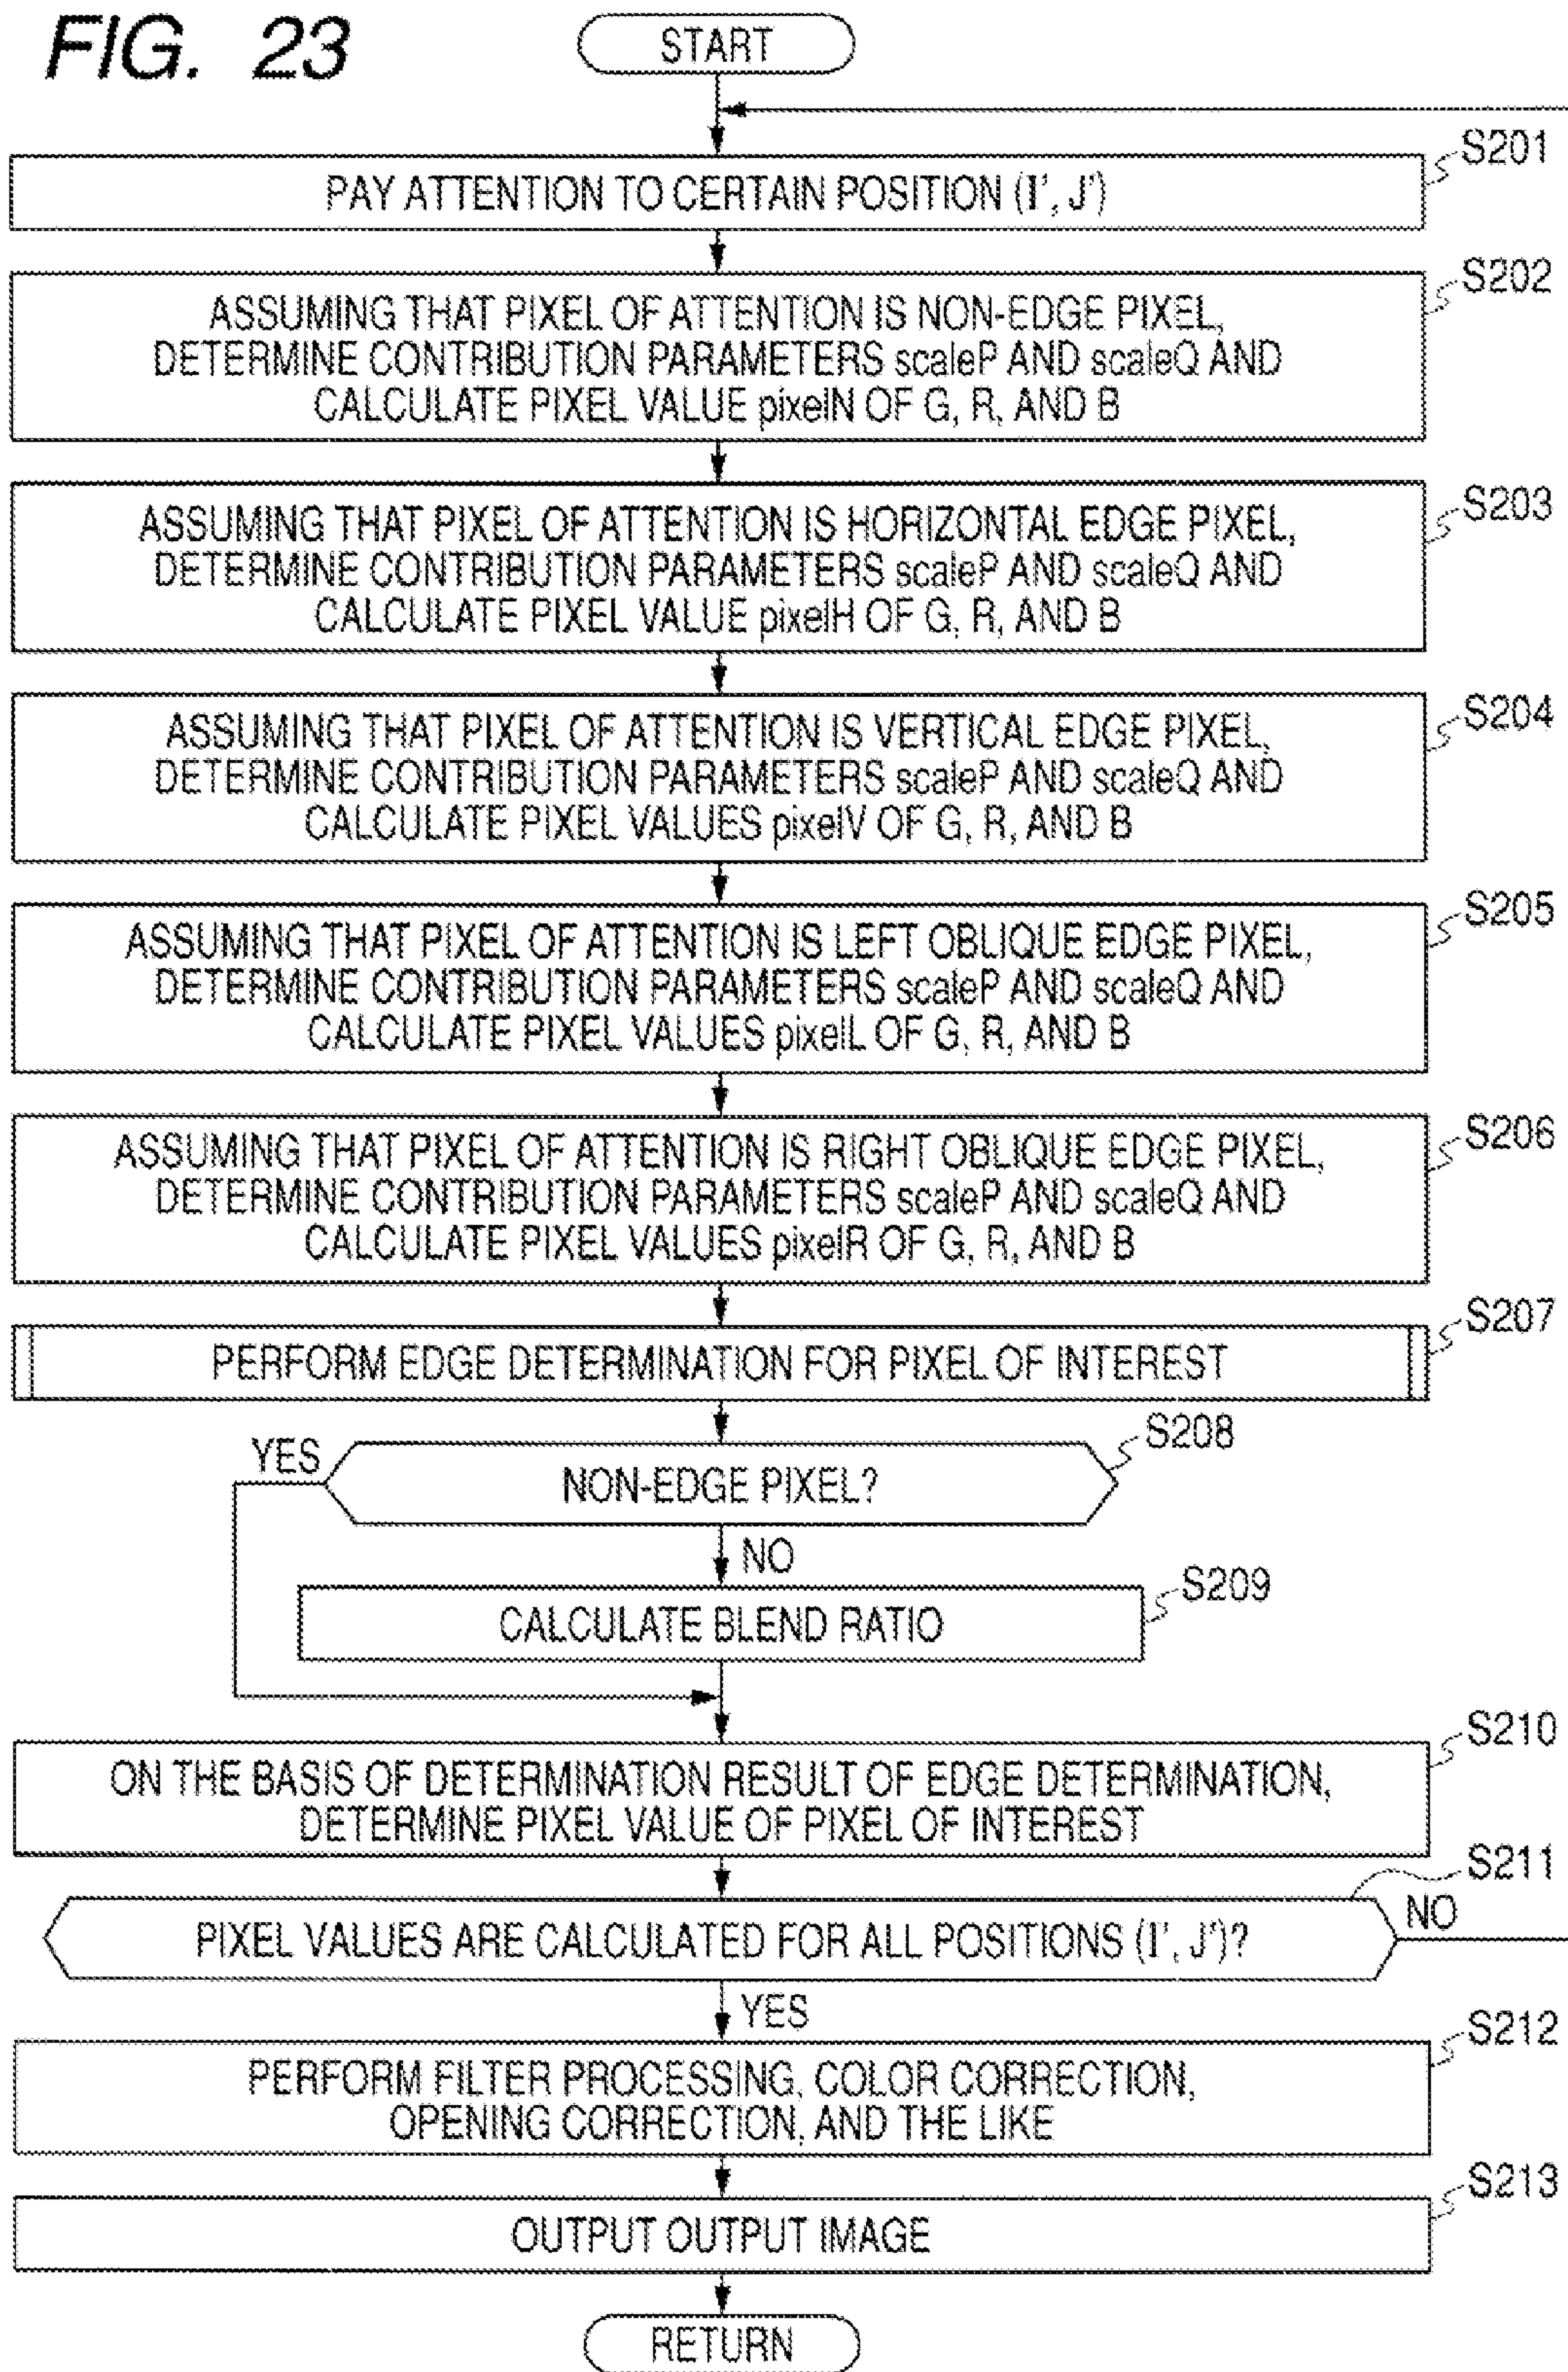 FIG. 23
START
S201
PAY ATTENTION TO CERTAIN POSITION (I', J')
S202
ASSUMING THAT PIXEL OF ATTENTION IS NON-EDGE PIXEL,
DETERMINE CONTRIBUTION PARAMETERS scaleP AND scaleQ AND
CALCULATE PIXEL VALUE pixelN OF G, R, AND B
S203
ASSUMING THAT PIXEL OF ATTENTION IS HORIZONTAL EDGE PIXEL,
DETERMINE CONTRIBUTION PARAMETERS scaleP AND scaleQ AND
CALCULATE PIXEL VALUE pixelH OF G, R, AND B
S204
ASSUMING THAT PIXEL OF ATTENTION IS VERTICAL EDGE PIXEL,
DETERMINE CONTRIBUTION PARAMETERS scaleP AND scaleQ AND
CALCULATE PIXEL VALUES pixelV OF G, R, AND B
S205
ASSUMING THAT PIXEL OF ATTENTION IS LEFT OBLIQUE EDGE PIXEL,
DETERMINE CONTRIBUTION PARAMETERS scaleP AND scaleQ AND
CALCULATE PIXEL VALUES pixelL OF G, R, AND B
S206
ASSUMING THAT PIXEL OF ATTENTION IS RIGHT OBLIQUE EDGE PIXEL,
DETERMINE CONTRIBUTION PARAMETERS scaleP AND scaleQ AND
CALCULATE PIXEL VALUES pixelR OF G, R, AND B
S207
PERFORM EDGE DETERMINATION FOR PIXEL OF INTEREST
S208
YES
NON-EDGE PIXEL?
NO
S209
CALCULATE BLEND RATIO
S210
ON THE BASIS OF DETERMINATION RESULT OF EDGE DETERMINATION,
DETERMINE PIXEL VALUE OF PIXEL OF INTEREST
S211
NO
PIXEL VALUES ARE CALCULATED FOR ALL POSITIONS (I', J')?
YES
S212
PERFORM FILTER PROCESSING, COLOR CORRECTION,
OPENING CORRECTION, AND THE LIKE
S213
OUTPUT OUTPUT IMAGE
RETURN